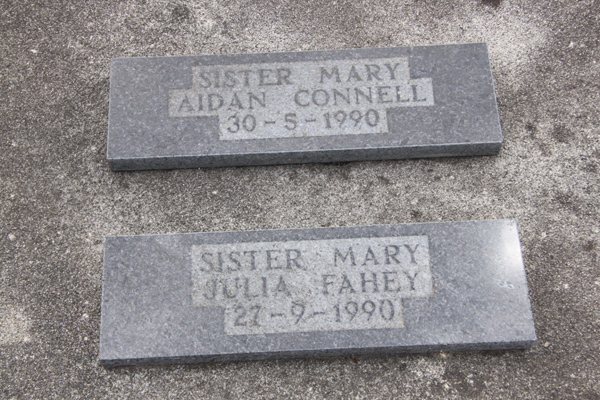 SISTER MARY
AIDAN CONNELL
30-5-1990
SISTER MARY
JULIA FAHEY
27-9-1990